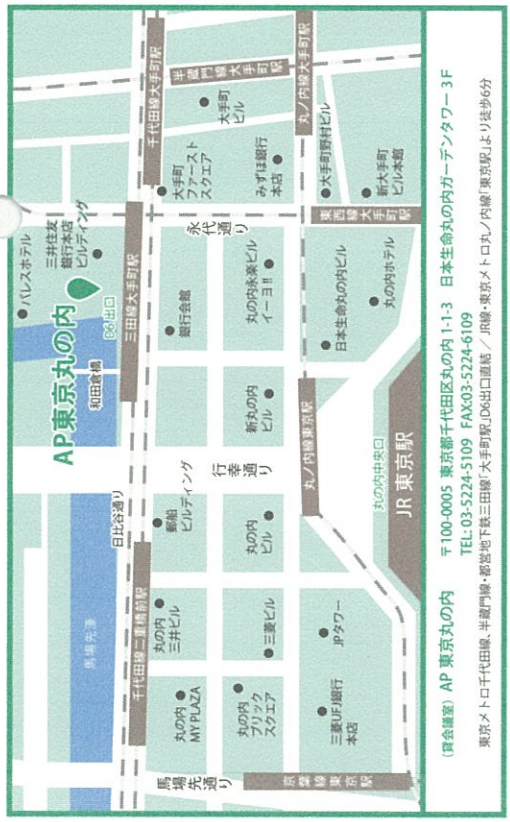 パレスホテル
三井住友
銀行本店
ビルディング
AP東京丸の内
D6出口
和田倉橋
馬場先濠
日比谷通り
千代田線大手町駅
三田線大手町駅
千代田線二重橋前駅
半蔵門線大手町駅
大手町
ビル
大手町
ファースト
スクエア
みずほ銀行
本店
永代通り
銀行会館
丸の内永楽ビル
イーヨ!!
新丸の内
ビル
行幸通り
郵船
ビルディング
丸の内
ビル
丸の内
三井ビル
三菱ビル
丸の内
MY PLAZA
丸の内
ブリック
スクエア
馬場先通り
丸ノ内線大手町駅
大手町野村ビル
新大手町
ビル本館
東西線大手町駅
日本生命丸の内ビル
丸の内ホテル
丸ノ内線東京駅
丸の内中央口
JR 東京駅
JPタワー
三菱UFJ銀行
本店
京葉線東京駅
(貸会議室) AP 東京丸の内 〒100-0005 東京都千代田区丸の内 1-1-3 日本生命丸の内ガーデンタワー 3F
TEL: 03-5224-5109 FAX:03-5224-6109
東京メトロ千代田線、半蔵門線・都営地下鉄三田線「大手町駅」D6出口直結 / JR線・東京メトロ丸ノ内線「東京駅」より徒歩6分